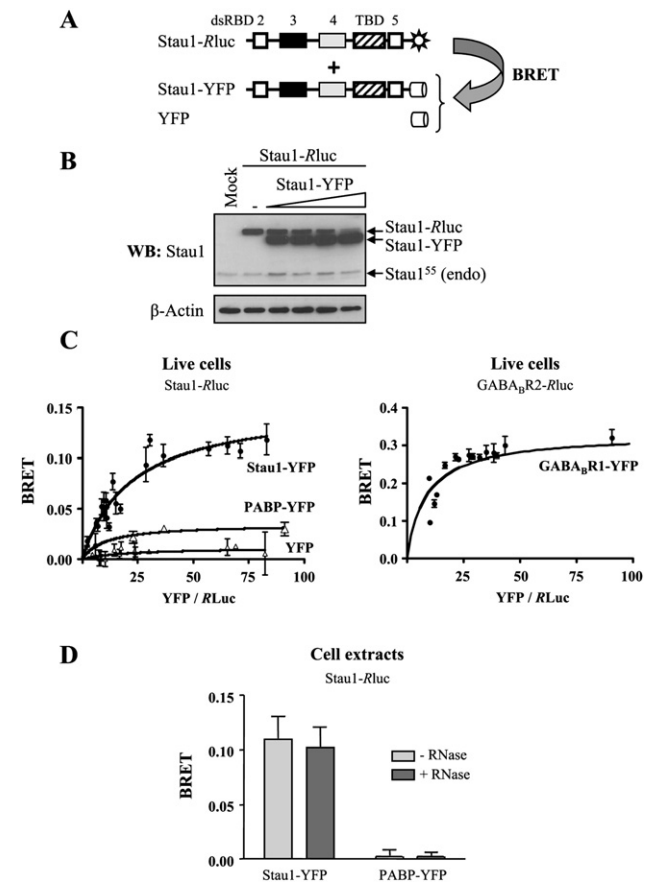 A
dsRBD 2 3 4 TBD 5
Stau1-Rluc
+
Stau1-YFP
YFP
BRET
B
Stau1-Rluc
Mock
Stau1-YFP
-
WB: Stau1
Stau1-Rluc
Stau1-YFP
Stau1⁵⁵ (endo)
β-Actin
C
Live cells
Stau1-Rluc
BRET
0.15
0.10
0.05
0.00
0 25 50 75 100
YFP / RLuc
Stau1-YFP
PABP-YFP
YFP
Live cells
GABA_BR2-Rluc
BRET
0.4
0.3
0.2
0.1
0.0
25 50 75 100
YFP / RLuc
GABA_BR1-YFP
D
Cell extracts
Stau1-Rluc
BRET
0.15
0.10
0.05
0.00
- RNase
+ RNase
Stau1-YFP PABP-YFP